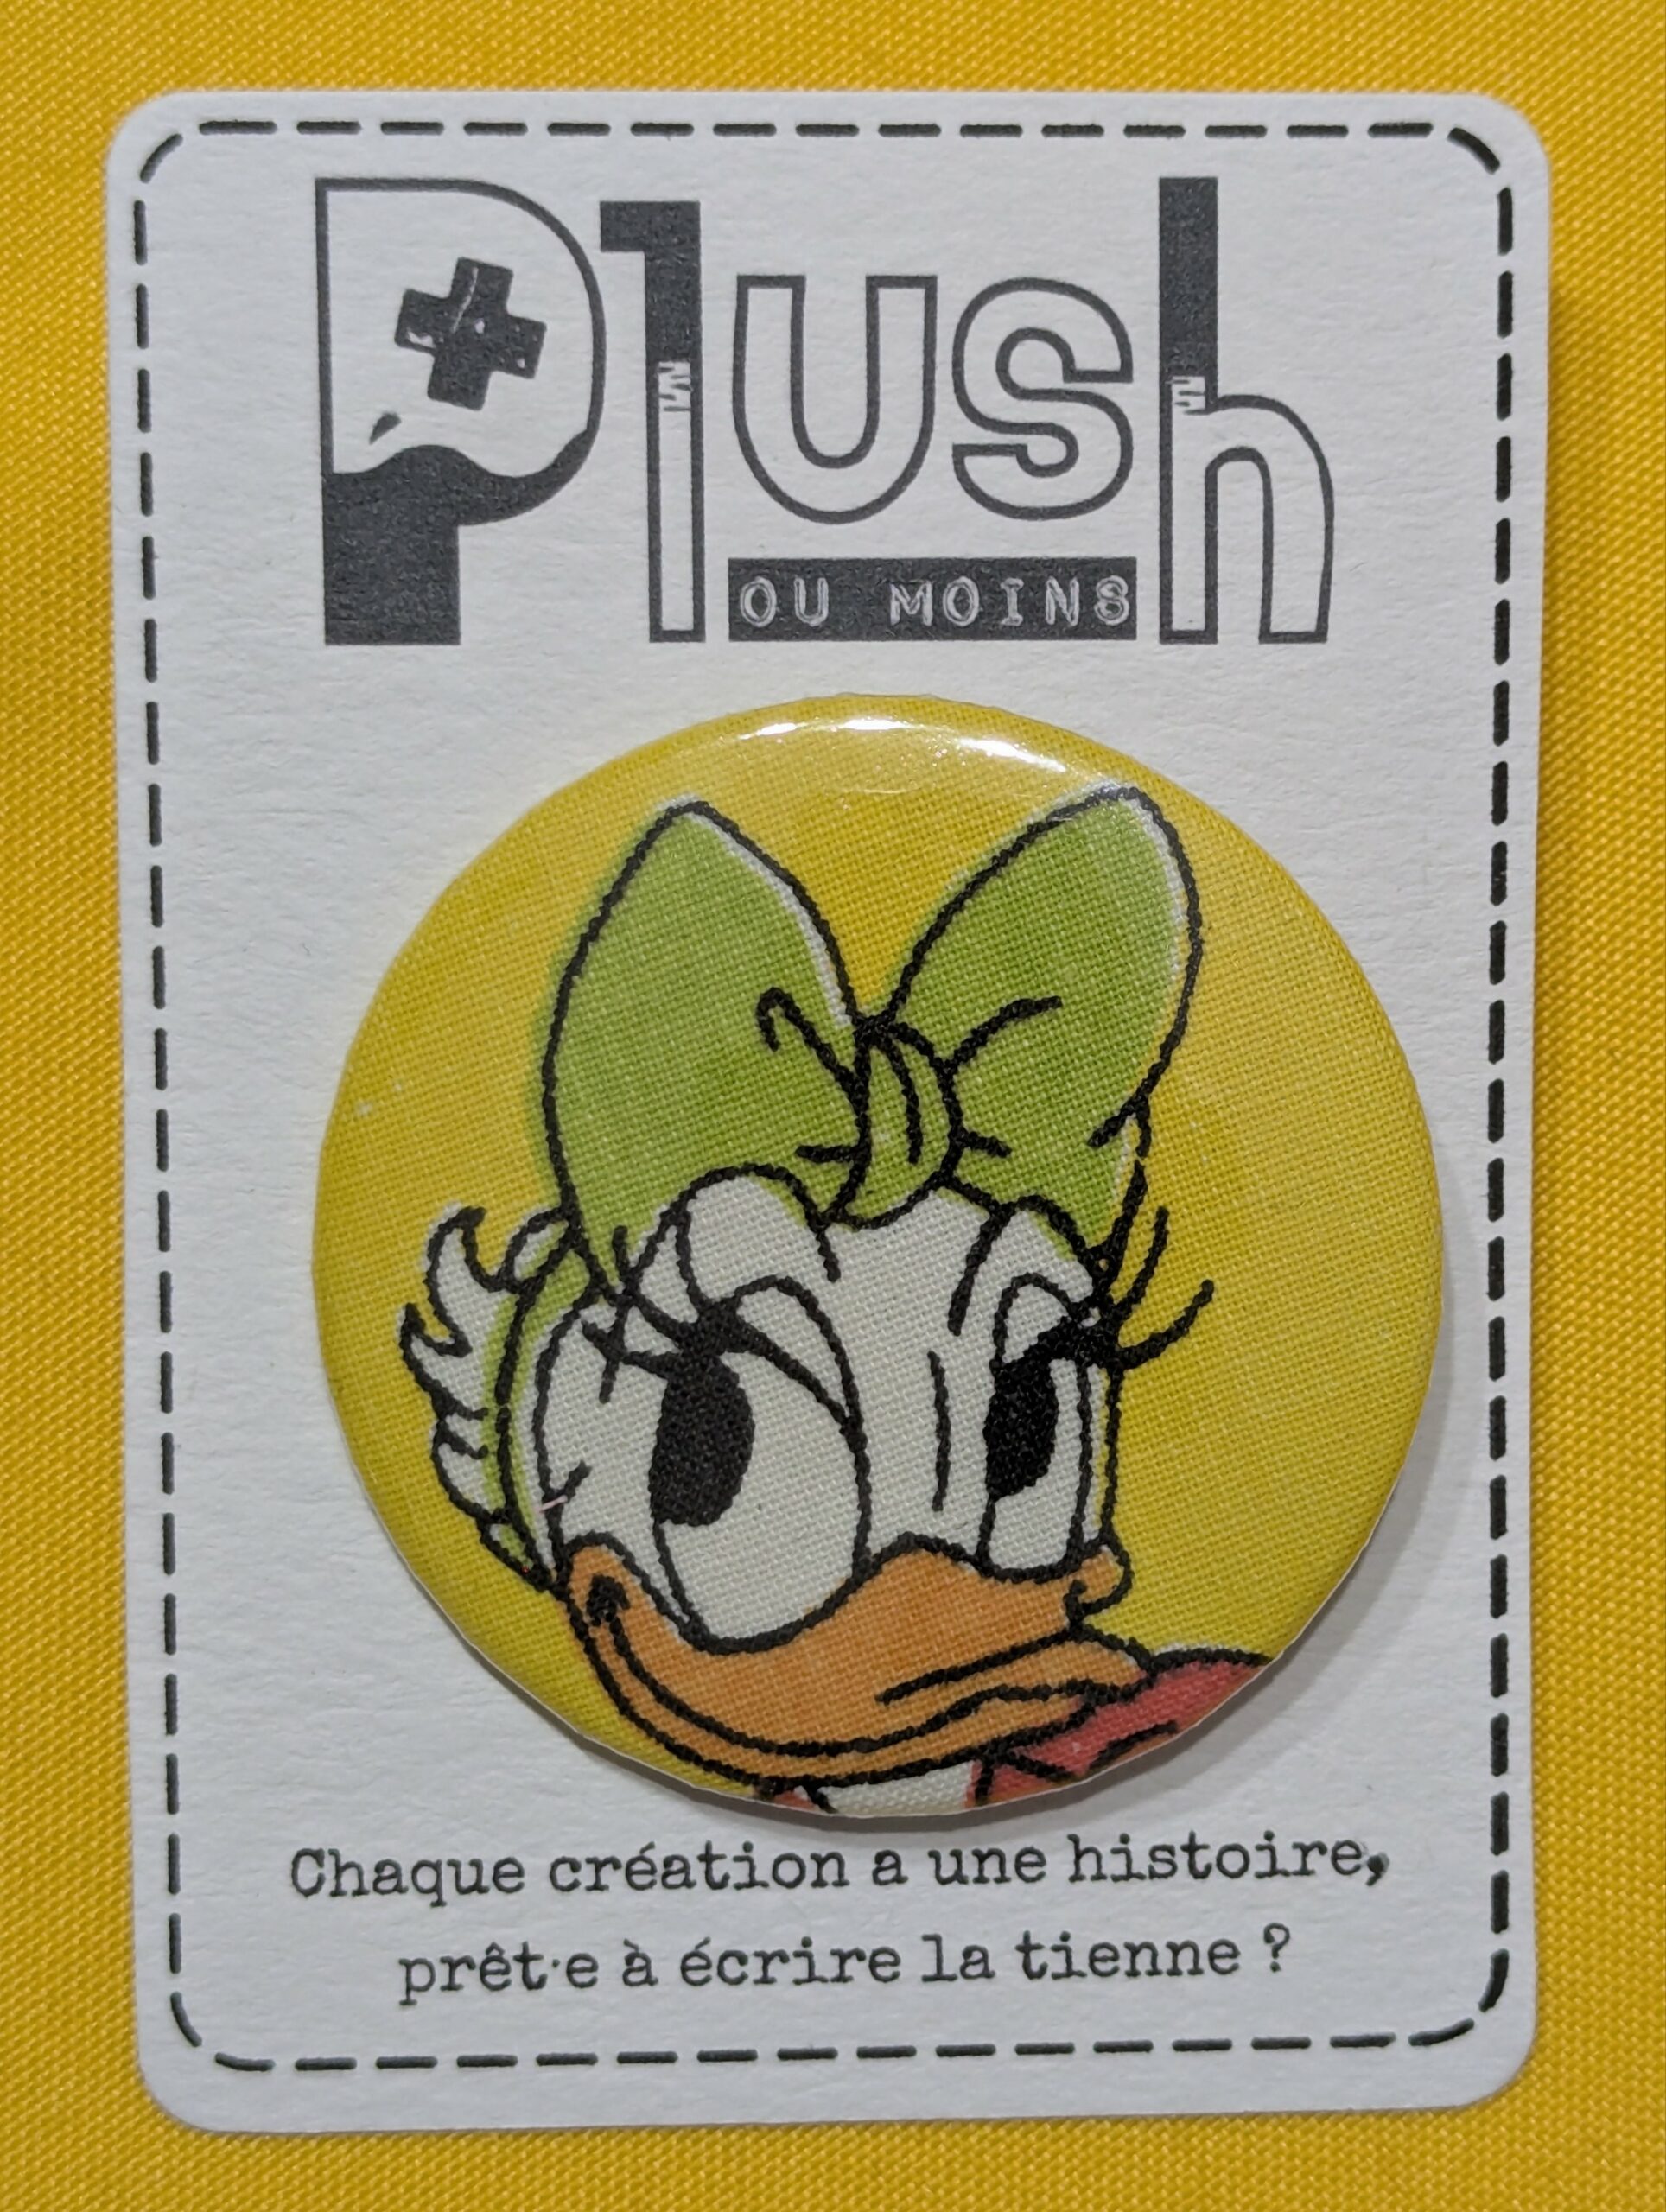 Plush
OU MOINS
Chaque création a une histoire,
prêt·e à écrire la tienne ?